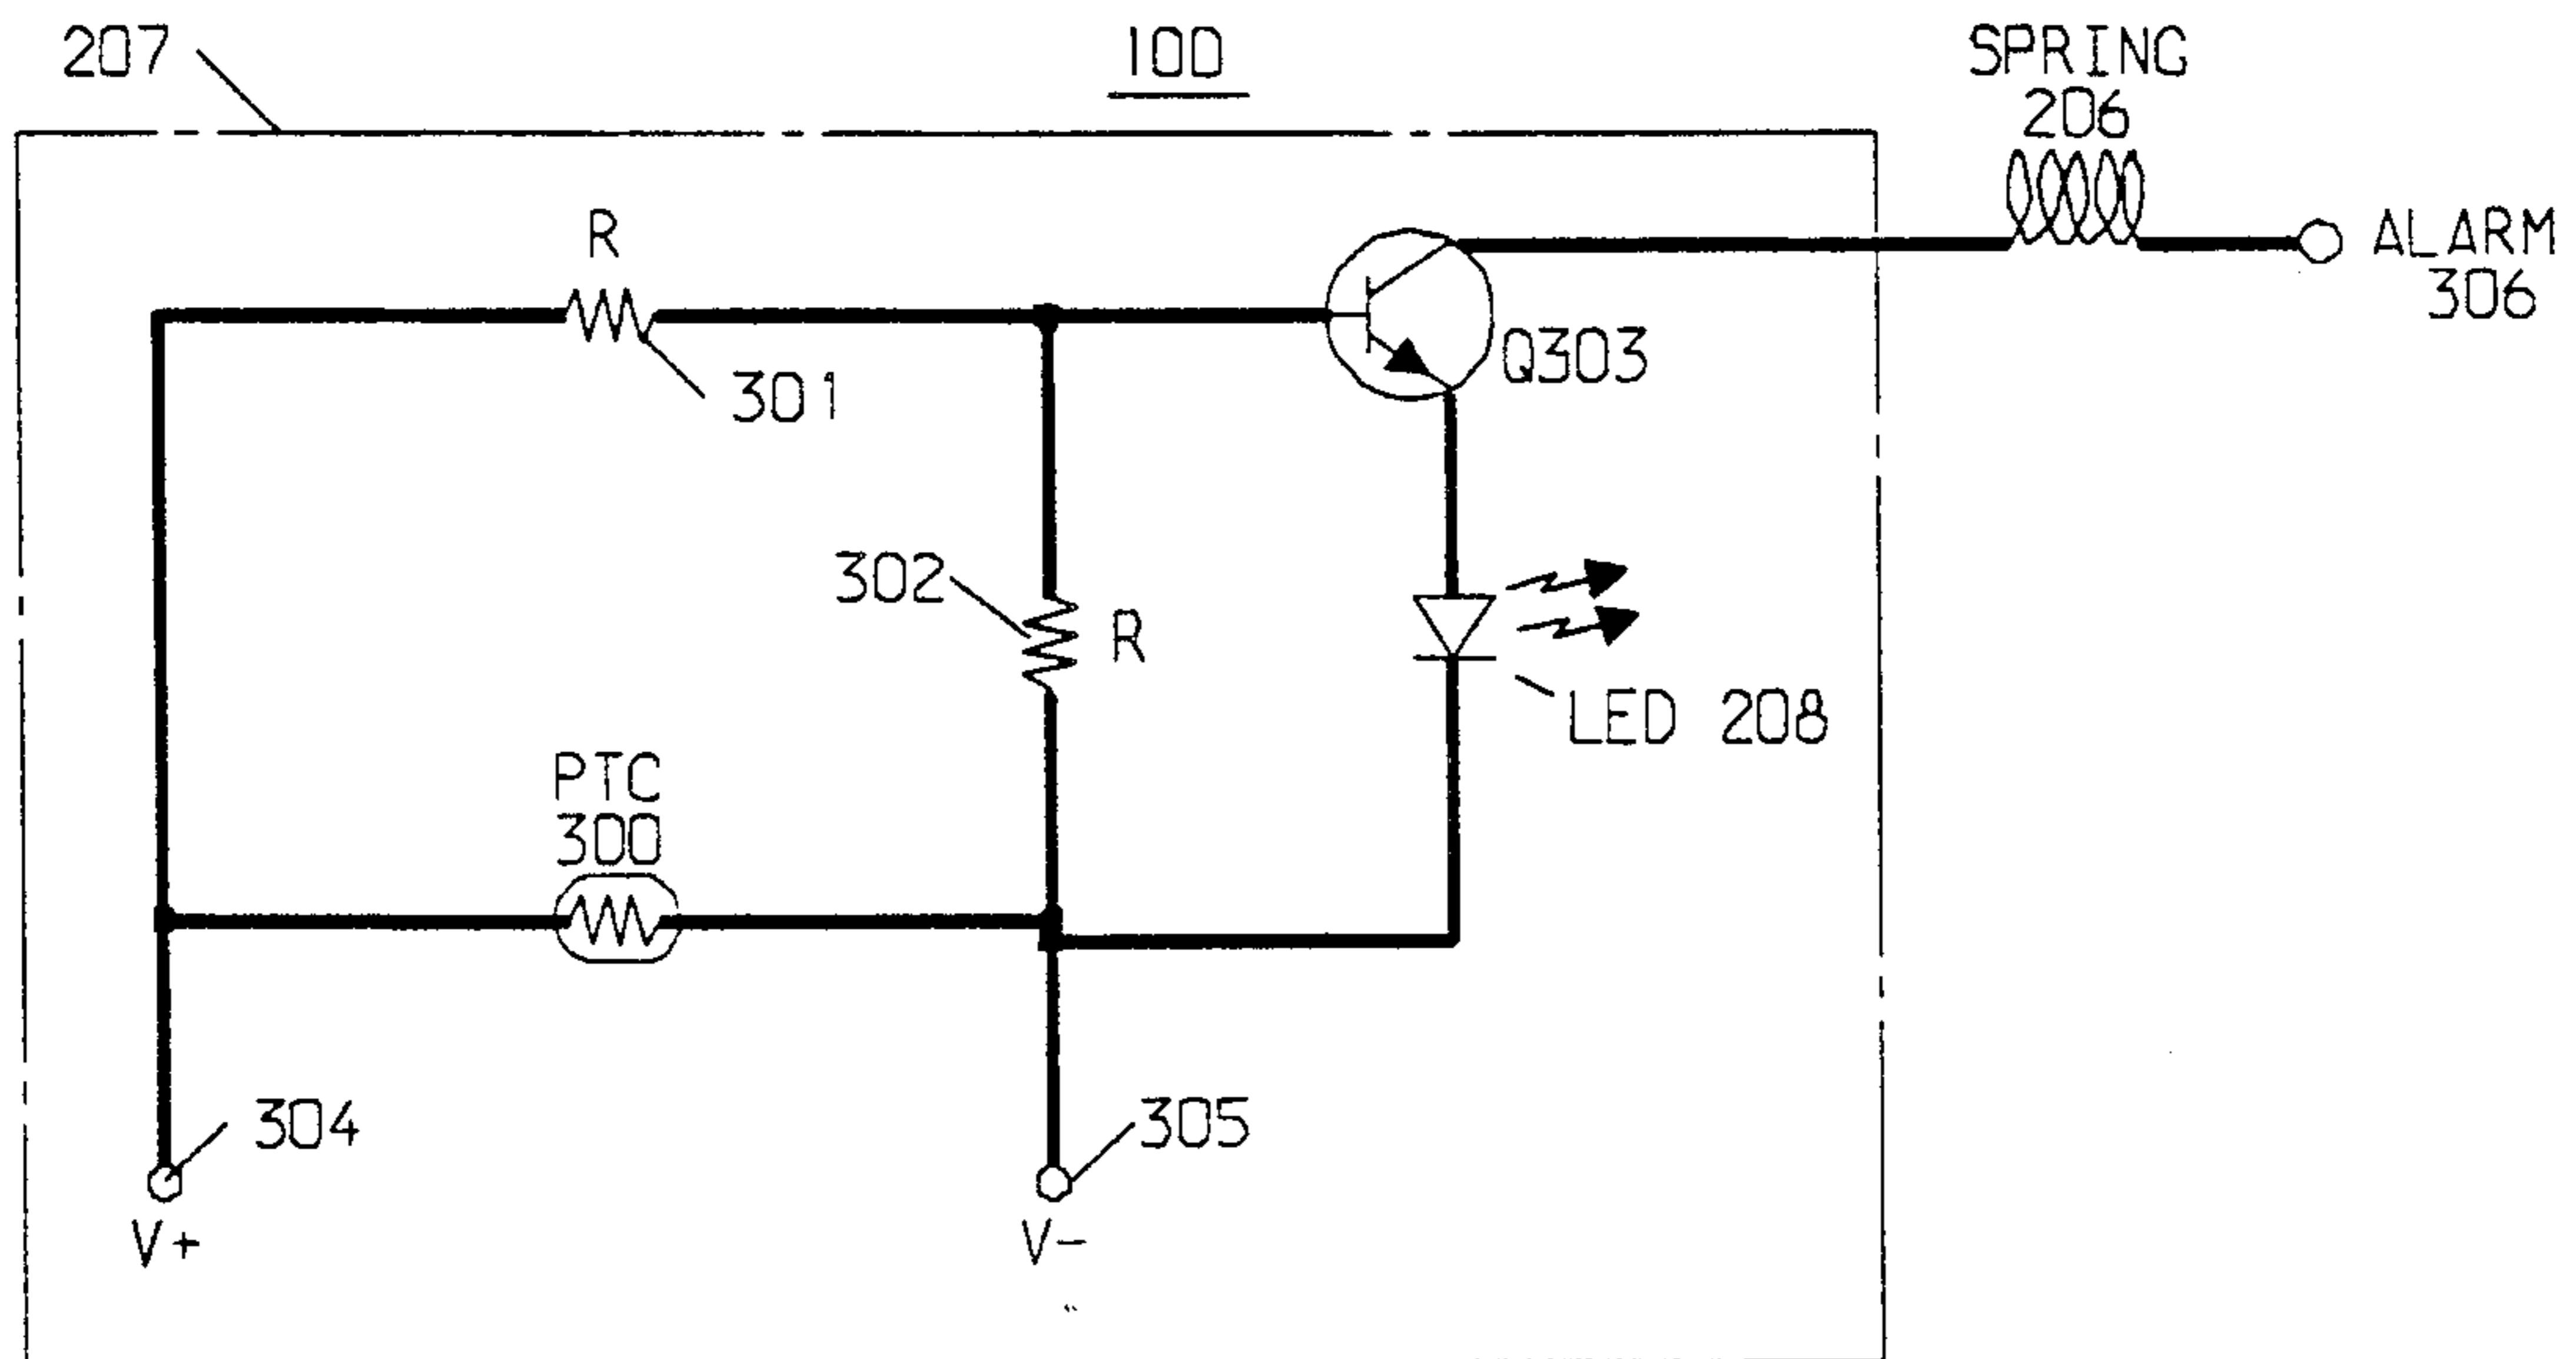 207
100
SPRING
206
R
ALARM
306
301
Q303
302
R
LED 208
PTC
300
304
305
V+
V-